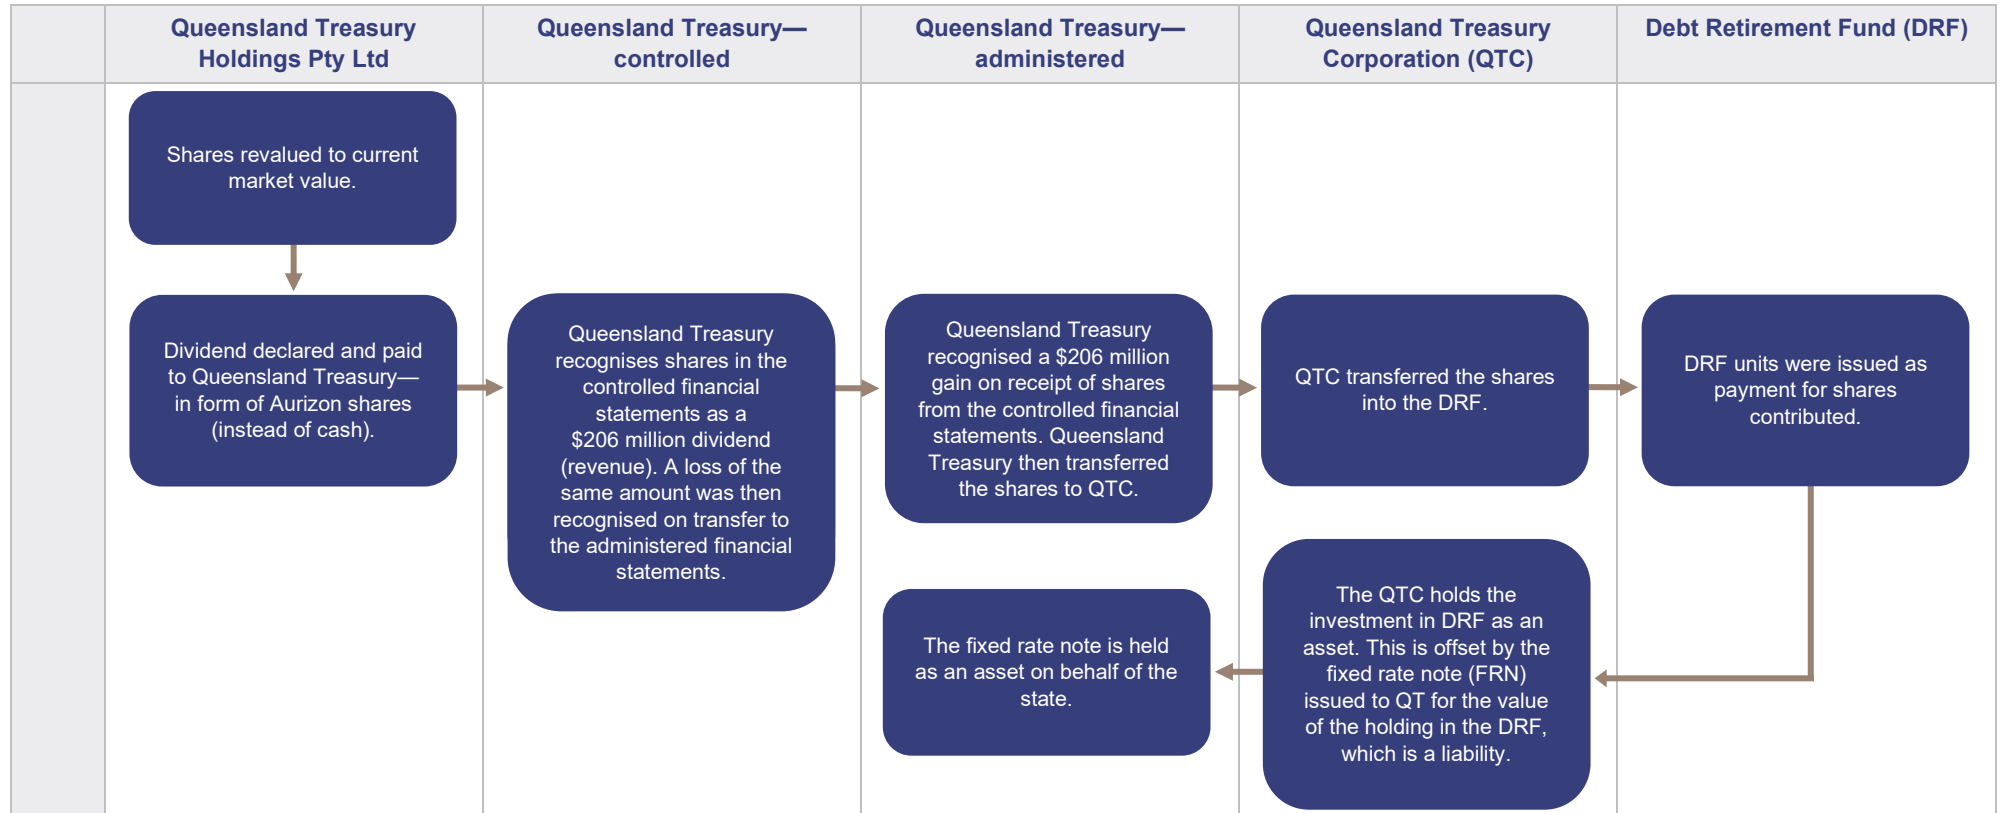 Queensland Treasury
Holdings Pty Ltd
Queensland Treasury—
controlled
Queensland Treasury—
administered
Queensland Treasury
Corporation (QTC)
Debt Retirement Fund (DRF)
Shares revalued to current
market value.
Dividend declared and paid
to Queensland Treasury—
in form of Aurizon shares
(instead of cash).
Queensland Treasury
recognises shares in the
controlled financial
statements as a
$206 million dividend
(revenue). A loss of the
same amount was then
recognised on transfer to
the administered financial
statements.
Queensland Treasury
recognised a $206 million
gain on receipt of shares
from the controlled financial
statements. Queensland
Treasury then transferred
the shares to QTC.
QTC transferred the shares
into the DRF.
DRF units were issued as
payment for shares
contributed.
The QTC holds the
investment in DRF as an
asset. This is offset by the
fixed rate note (FRN)
issued to QT for the value
of the holding in the DRF,
which is a liability.
The fixed rate note is held
as an asset on behalf of the
state.